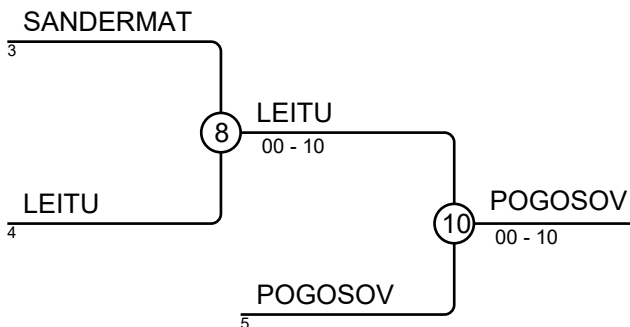 SANDERMAT
3
8
LEITU
00 - 10
LEITU
4
10
POGOSOV
00 - 10
POGOSOV
5